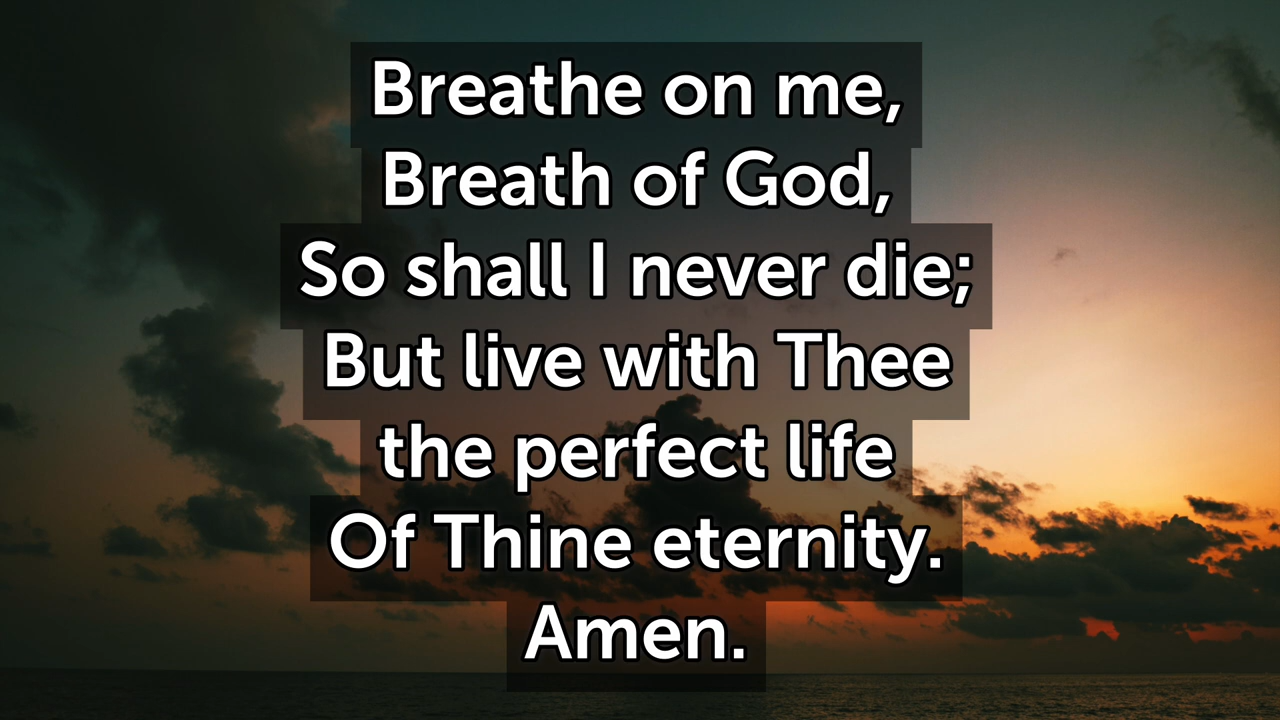 Breathe on me,
Breath of God,
So shall I never die;
But live with Thee
the perfect life
Of Thine eternity.
Amen.